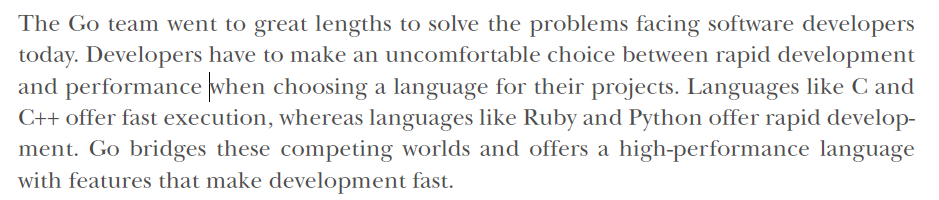 The Go team went to great lengths to solve the problems facing software developers
today. Developers have to make an uncomfortable choice between rapid development
and performance when choosing a language for their projects. Languages like C and
C++ offer fast execution, whereas languages like Ruby and Python offer rapid develop-
ment. Go bridges these competing worlds and offers a high-performance language
with features that make development fast.